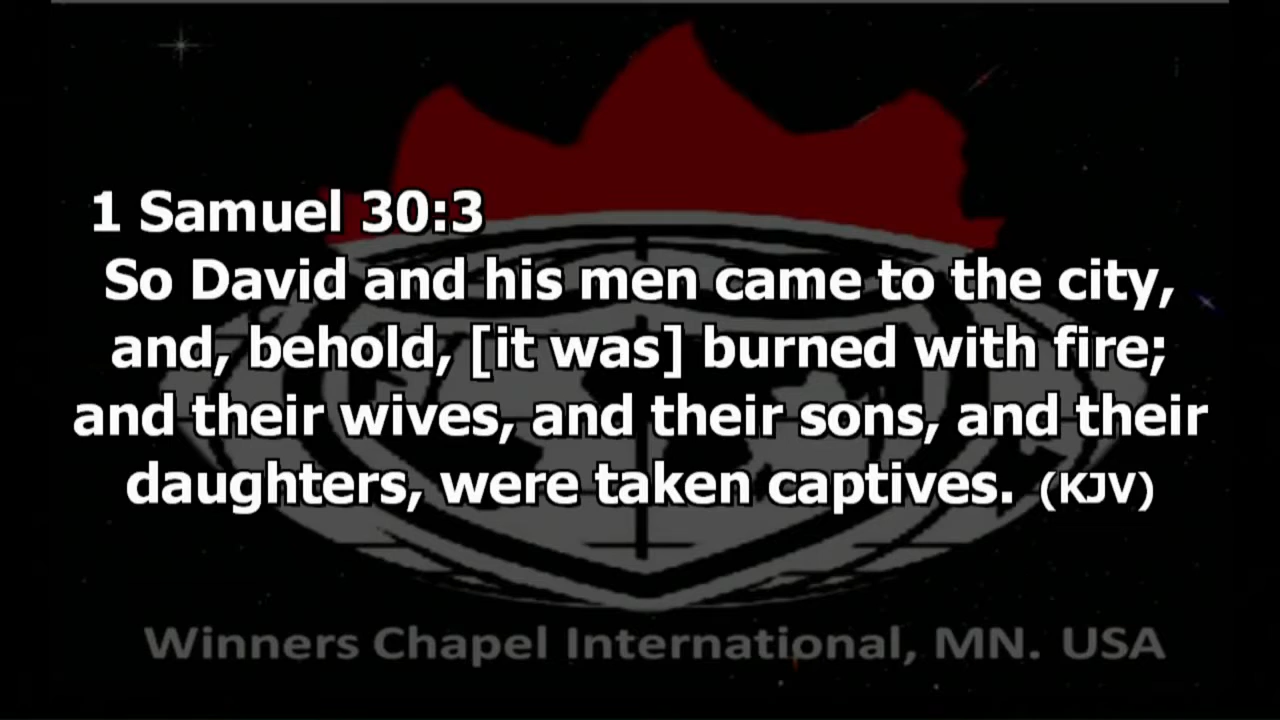 1 Samuel 30:3
So David and his men came to the city,
and, behold, [it was] burned with fire;
and their wives, and their sons, and their
daughters, were taken captives. (KJV)
Winners Chapel International, MN. USA